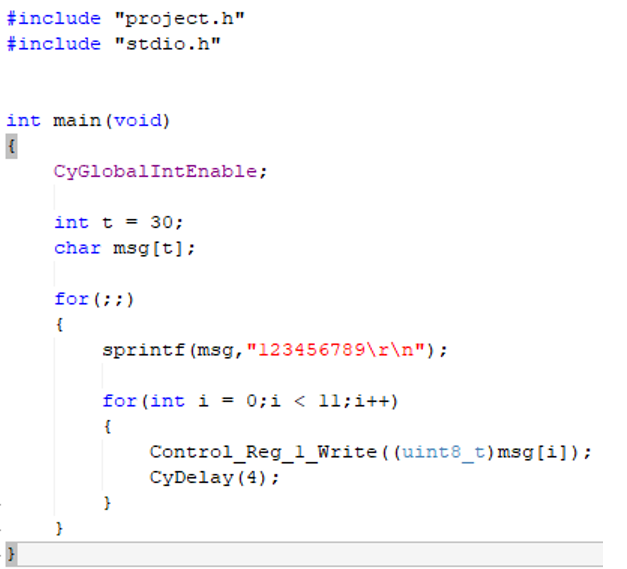 #include "project.h"
#include "stdio.h"
int main(void)
{
CyGlobalIntEnable;
int t = 30;
char msg[t];
for(;;)
{
sprintf(msg,"123456789\r\n");
for(int i = 0;i < 11;i++)
{
Control_Reg_1_Write((uint8_t)msg[i]);
CyDelay(4);
}
}
}